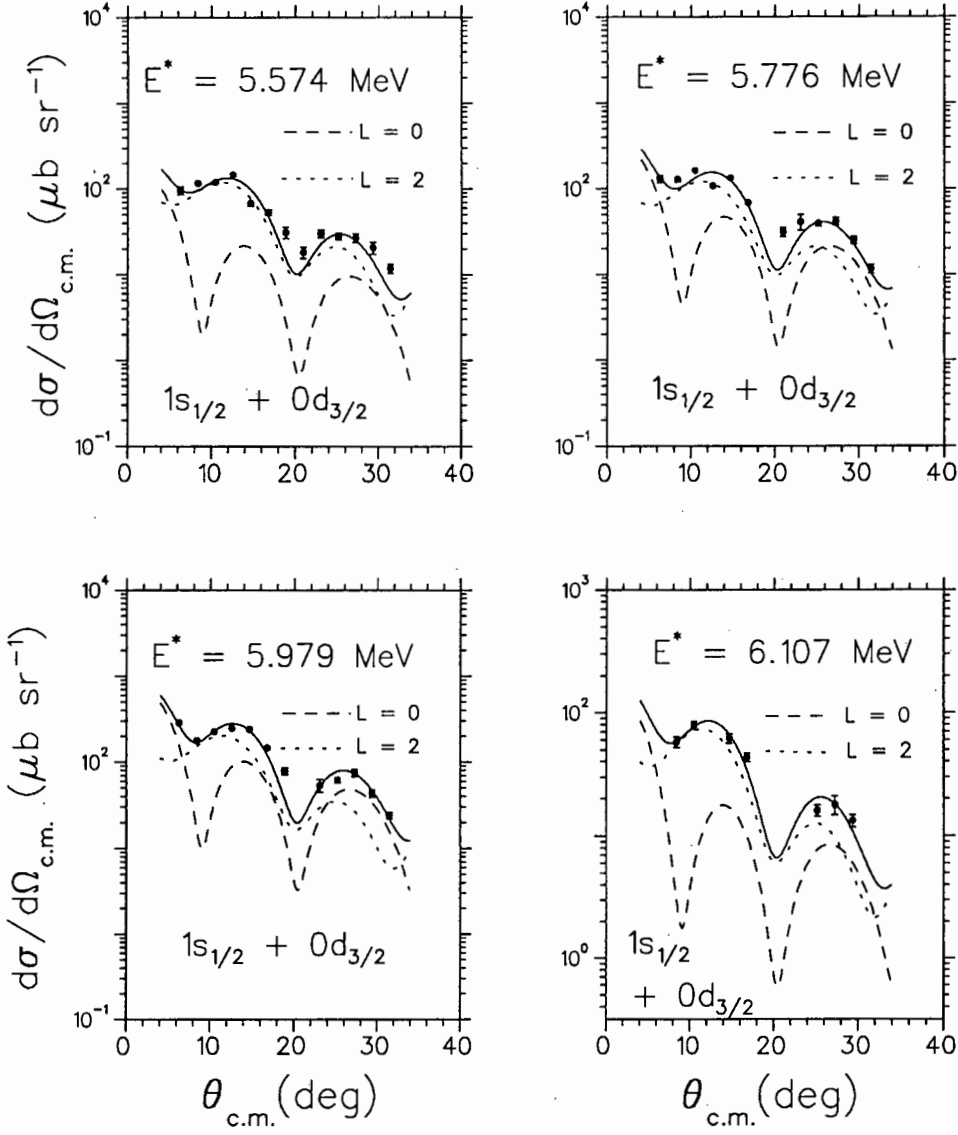 dσ/dΩc.m. (μb sr⁻¹)
10⁴
10²
10⁻¹
E* = 5.574 MeV
L = 0
L = 2
1s1/2 + 0d3/2
0 10 20 30 40
10⁴
10²
10⁻¹
E* = 5.776 MeV
L = 0
L = 2
1s1/2 + 0d3/2
0 10 20 30 40
dσ/dΩc.m. (μb sr⁻¹)
10⁴
10²
10⁻¹
E* = 5.979 MeV
L = 0
L = 2
1s1/2 + 0d3/2
0 10 20 30 40
θc.m.(deg)
10³
10²
10⁰
E* = 6.107 MeV
L = 0
L = 2
1s1/2
+ 0d3/2
0 10 20 30 40
θc.m.(deg)